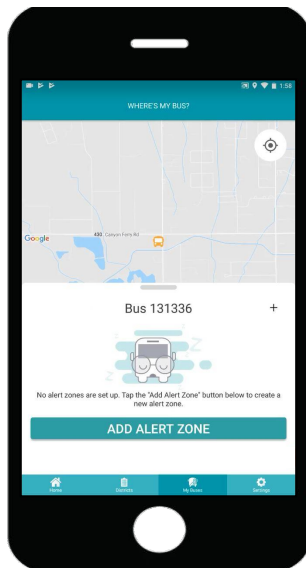 1:58
WHERE'S MY BUS?
430 Canyon Ferry Rd
Google
Bus 131336
+
Z
Z
Z
No alert zones are set up. Tap the "Add Alert Zone" button below to create a
new alert zone.
ADD ALERT ZONE
Home
Districts
My Buses
Settings